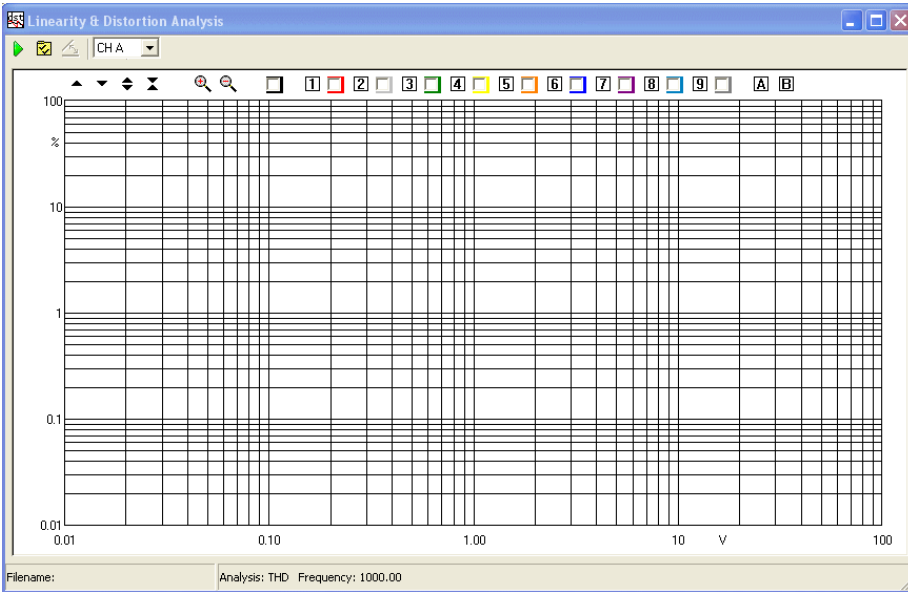 Linearity & Distortion Analysis
CH A
1 2 3 4 5 6 7 8 9 A B
100
%
10
1
0.1
0.01
0.01 0.10 1.00 10 V 100
Filename: Analysis: THD Frequency: 1000.00